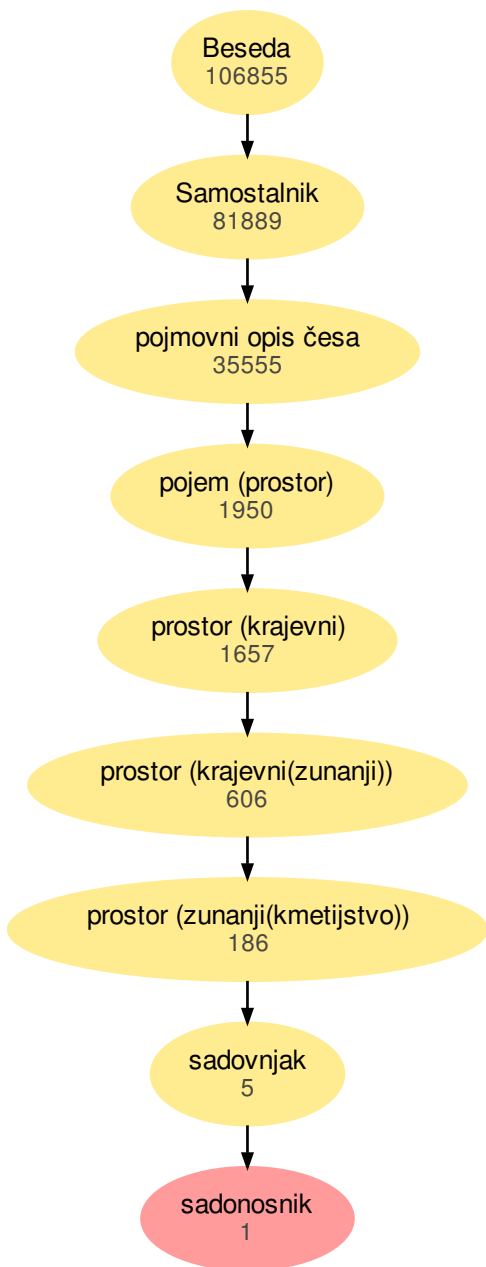 Beseda
106855
Samostalnik
81889
pojmovni opis česa
35555
pojem (prostor)
1950
prostor (krajevni)
1657
prostor (krajevni(zunanji))
606
prostor (zunanji(kmetijstvo))
186
sadovnjak
5
sadonosnik
1